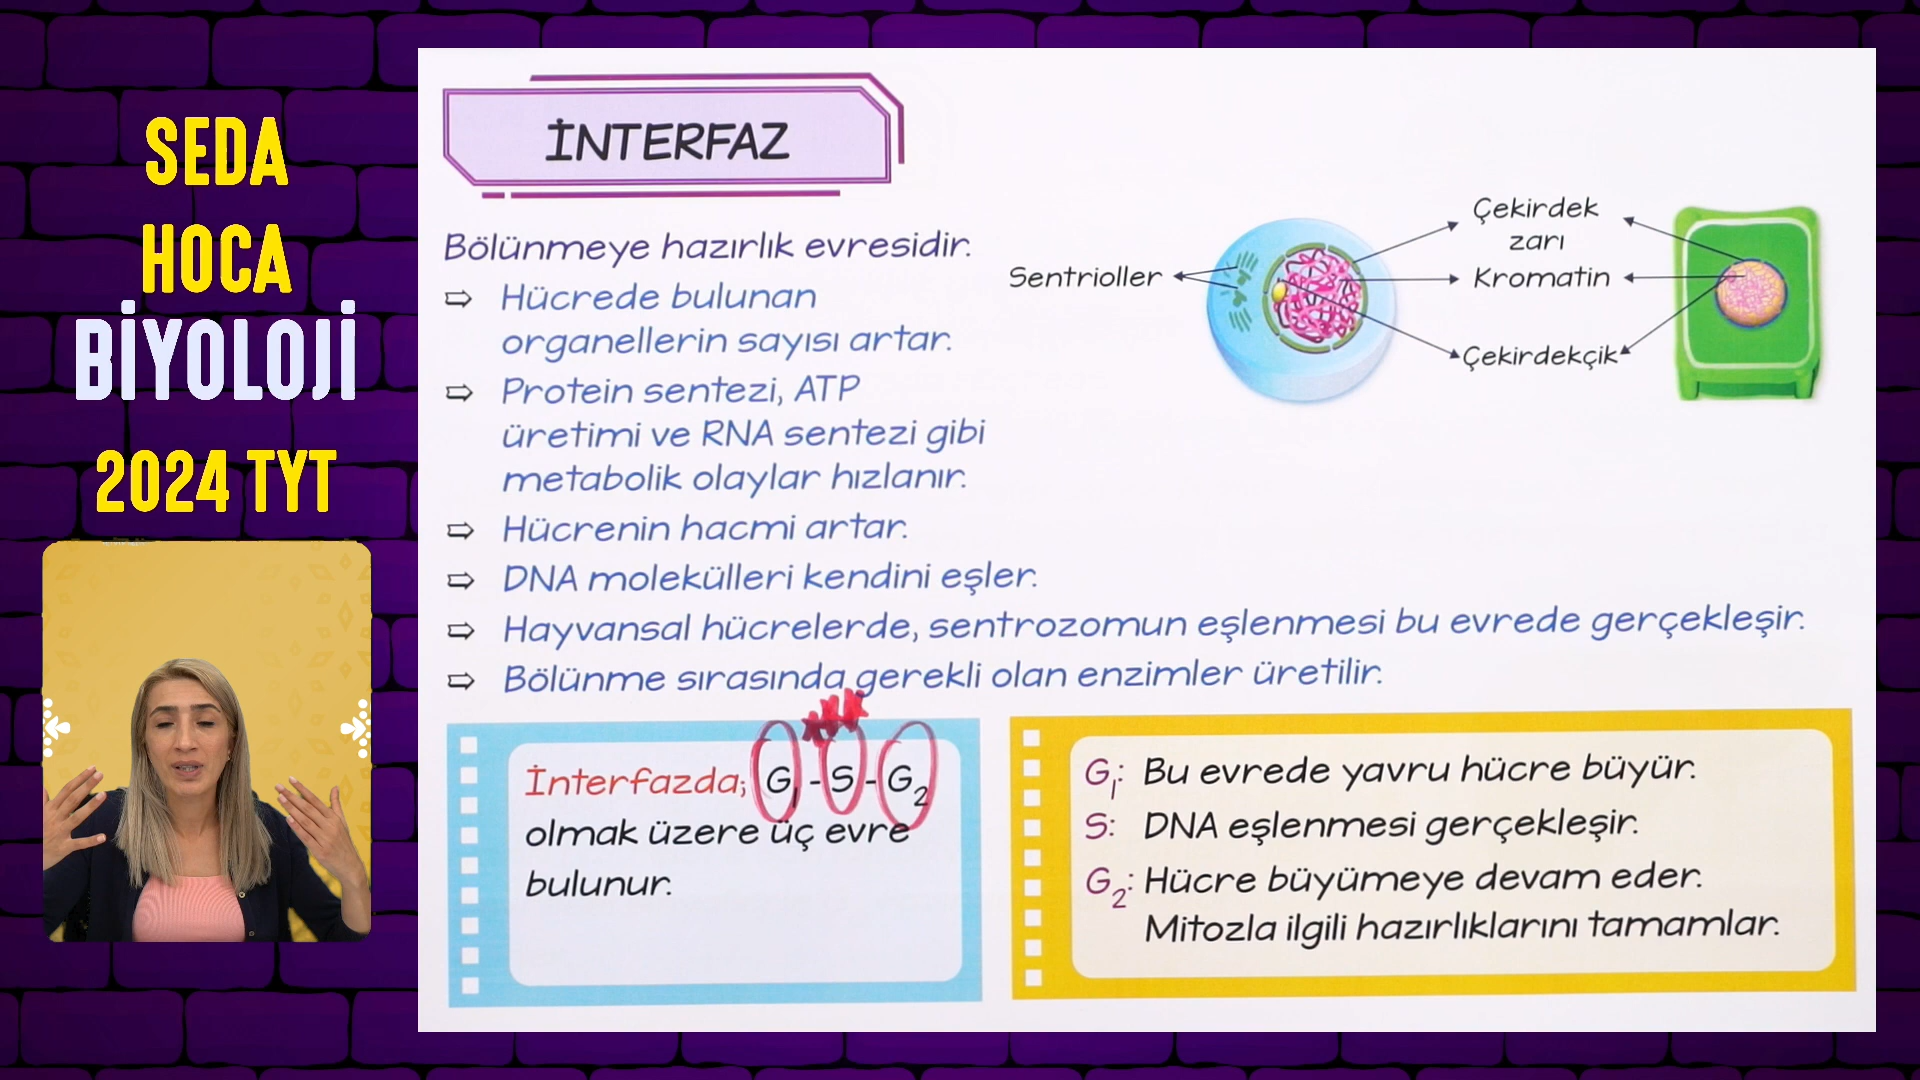 SEDA
HOCA
BİYOLOJİ
2024 TYT
İNTERFAZ
Bölünmeye hazırlık evresidir.
⇨ Hücrede bulunan
organellerin sayısı artar.
⇨ Protein sentezi, ATP
üretimi ve RNA sentezi gibi
metabolik olaylar hızlanır.
⇨ Hücrenin hacmi artar.
⇨ DNA molekülleri kendini eşler.
⇨ Hayvansal hücrelerde, sentrozomun eşlenmesi bu evrede gerçekleşir.
⇨ Bölünme sırasında gerekli olan enzimler üretilir.
Sentrioller
Çekirdek
zarı
Kromatin
Çekirdekçik
İnterfazda; G₁ - S - G₂
olmak üzere üç evre
bulunur.
G₁: Bu evrede yavru hücre büyür.
S: DNA eşlenmesi gerçekleşir.
G₂: Hücre büyümeye devam eder.
Mitozla ilgili hazırlıklarını tamamlar.